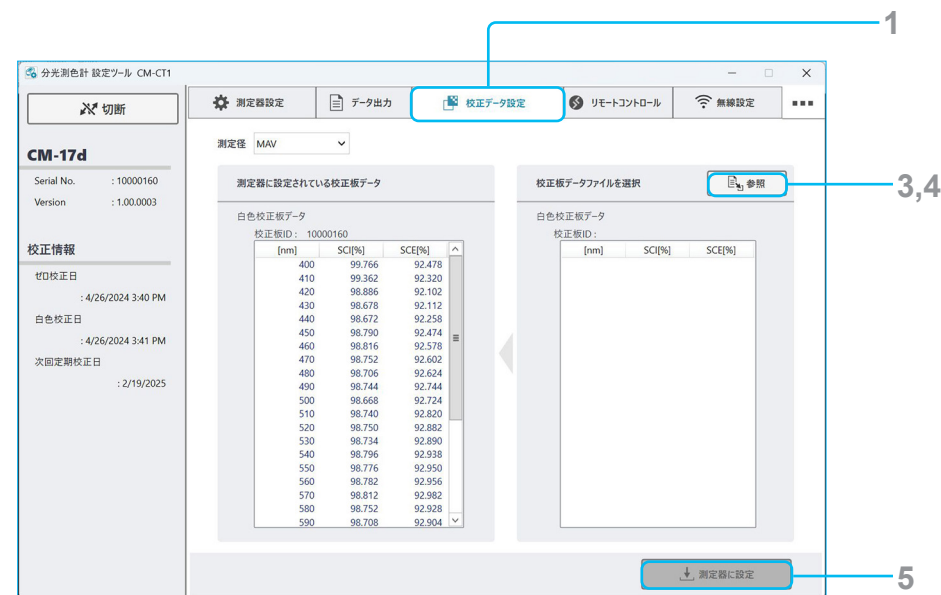 1
分光測色計 設定ツール CM-CT1
切断
測定器設定
データ出力
校正データ設定
リモートコントロール
無線設定
CM-17d
Serial No. : 10000160
Version : 1.00.0003
校正情報
ゼロ校正日
: 4/26/2024 3:40 PM
白色校正日
: 4/26/2024 3:41 PM
次回定期校正日
: 2/19/2025
測定径 MAV
測定器に設定されている校正板データ
白色校正板データ
校正板ID : 10000160
[nm] SCI[%] SCE[%]
400 99.766 92.478
410 99.362 92.320
420 98.886 92.102
430 98.678 92.112
440 98.672 92.258
450 98.790 92.474
460 98.816 92.578
470 98.752 92.602
480 98.706 92.624
490 98.744 92.744
500 98.668 92.724
510 98.740 92.820
520 98.750 92.882
530 98.734 92.890
540 98.796 92.938
550 98.776 92.950
560 98.782 92.956
570 98.812 92.982
580 98.752 92.928
590 98.708 92.904
校正板データファイルを選択
参照
3,4
白色校正板データ
校正板ID :
[nm] SCI[%] SCE[%]
測定器に設定
5